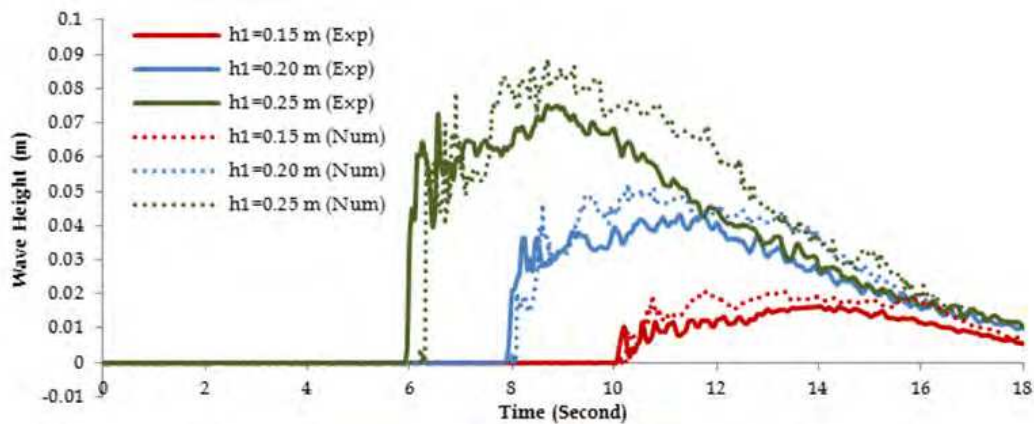 0.1
0.09
0.08
0.07
0.06
0.05
0.04
0.03
0.02
0.01
0
-0.01
Wave Height (m)
h1=0.15 m (Exp)
h1=0.20 m (Exp)
h1=0.25 m (Exp)
h1=0.15 m (Num)
h1=0.20 m (Num)
h1=0.25 m (Num)
0 2 4 6 8 10 12 14 16 18
Time (Second)